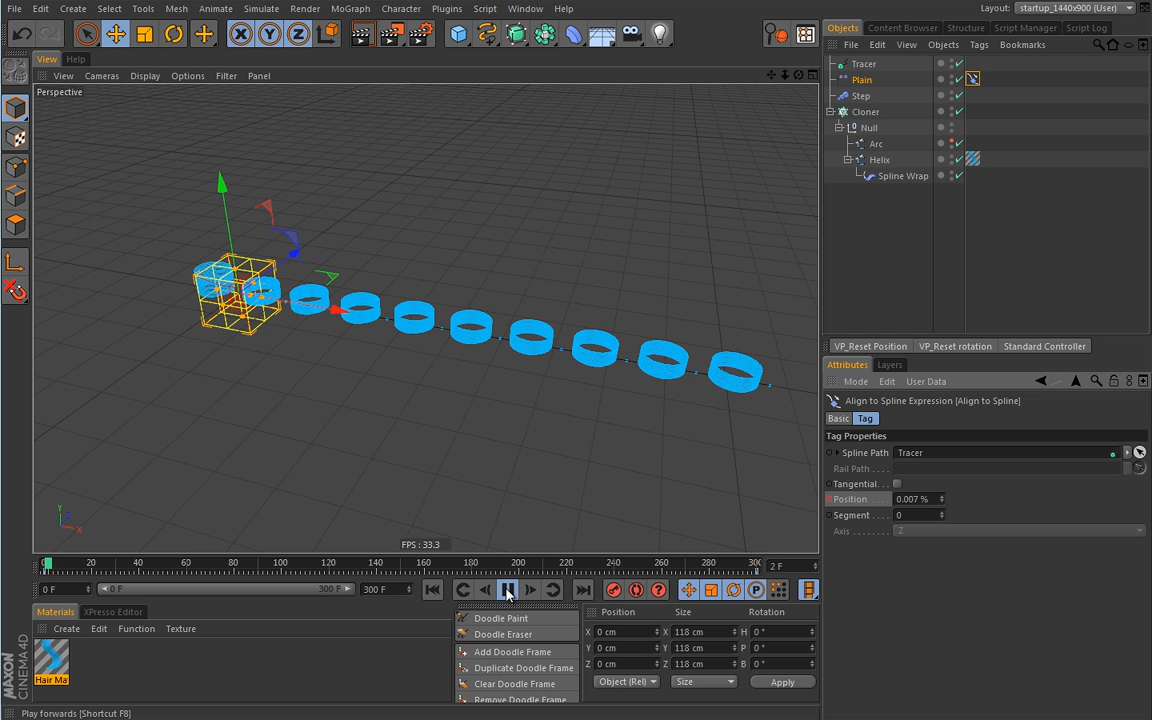 File Edit Create Select Tools Mesh Animate Simulate Render MoGraph Character Plugins Script Window Help Layout: startup_1440x900 (User)
View Help
Objects Content Browser Structure Script Manager Script Log
File Edit View Objects Tags Bookmarks
View Cameras Display Options Filter Panel
Perspective
Tracer
Plain
Step
Cloner
Null
Arc
Helix
Spline Wrap
VP_Reset Position VP_Reset rotation Standard Controller
Attributes Layers
Mode Edit User Data
Align to Spline Expression [Align to Spline]
Basic Tag
Tag Properties
Spline Path Tracer
Rail Path . . . .
Tangential. . .
Position. . . . . 0.007 %
Segment . . . . 0
Axis . . . . . . . Z
Y
Z
X
FPS : 33.3
20 40 60 80 100 120 140 160 180 200 220 240 260 280 2 F
0 F 0 F 300 F 300 F
Materials XPresso Editor
Create Edit Function Texture
Hair Ma
Doodle Paint
Doodle Eraser
Add Doodle Frame
Duplicate Doodle Frame
Clear Doodle Frame
Remove Doodle Frame
Position Size Rotation
X 0 cm X 118 cm H 0 °
Y 0 cm Y 118 cm P 0 °
Z 0 cm Z 118 cm B 0 °
Object (Rel) Size Apply
MAXON CINEMA 4D
Play forwards [Shortcut F8]